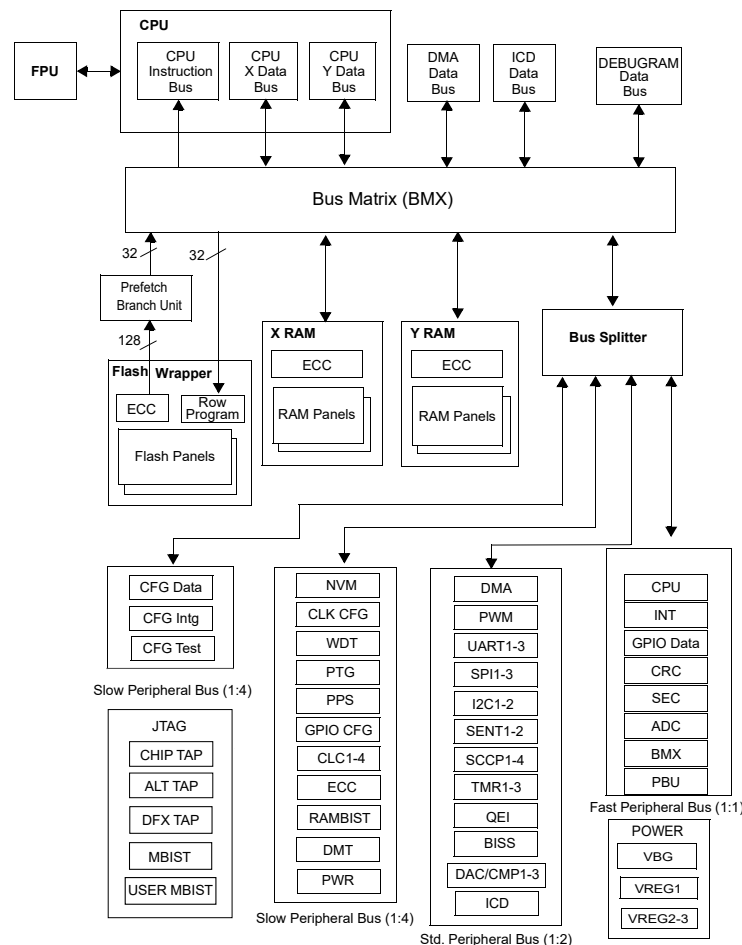 CPU
FPU
CPU
Instruction
Bus
CPU
X Data
Bus
CPU
Y Data
Bus
DMA
Data
Bus
ICD
Data
Bus
DEBUGRAM
Data
Bus
Bus Matrix (BMX)
32
32
Prefetch
Branch Unit
128
Flash Wrapper
ECC
Row
Program
Flash Panels
X RAM
ECC
RAM Panels
Y RAM
ECC
RAM Panels
Bus Splitter
CFG Data
CFG Intg
CFG Test
Slow Peripheral Bus (1:4)
JTAG
CHIP TAP
ALT TAP
DFX TAP
MBIST
USER MBIST
NVM
CLK CFG
WDT
PTG
PPS
GPIO CFG
CLC1-4
ECC
RAMBIST
DMT
PWR
Slow Peripheral Bus (1:4)
DMA
PWM
UART1-3
SPI1-3
I2C1-2
SENT1-2
SCCP1-4
TMR1-3
QEI
BISS
DAC/CMP1-3
ICD
Std. Peripheral Bus (1:2)
CPU
INT
GPIO Data
CRC
SEC
ADC
BMX
PBU
Fast Peripheral Bus (1:1)
POWER
VBG
VREG1
VREG2-3